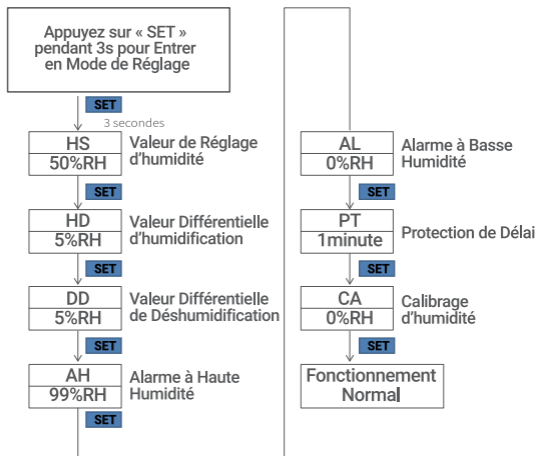 Appuyez sur « SET »
pendant 3s pour Entrer
en Mode de Réglage
SET
3 secondes
HS
50%RH
Valeur de Réglage
d'humidité
SET
HD
5%RH
Valeur Différentielle
d'humidification
SET
DD
5%RH
Valeur Différentielle
de Déshumidification
SET
AH
99%RH
Alarme à Haute
Humidité
SET
AL
0%RH
Alarme à Basse
Humidité
SET
PT
1minute
Protection de Délai
SET
CA
0%RH
Calibrage
d'humidité
SET
Fonctionnement
Normal